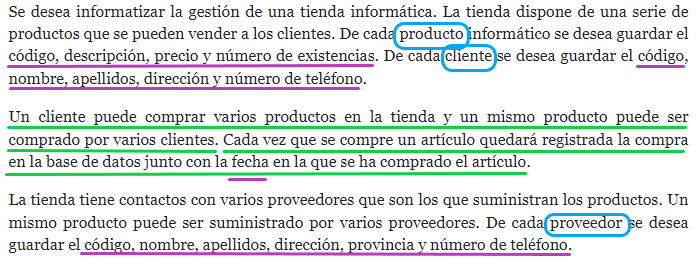 Se desea informatizar la gestión de una tienda informática. La tienda dispone de una serie de
productos que se pueden vender a los clientes. De cada producto informático se desea guardar el
código, descripción, precio y número de existencias. De cada cliente se desea guardar el código,
nombre, apellidos, dirección y número de teléfono.
Un cliente puede comprar varios productos en la tienda y un mismo producto puede ser
comprado por varios clientes. Cada vez que se compre un artículo quedará registrada la compra
en la base de datos junto con la fecha en la que se ha comprado el artículo.
La tienda tiene contactos con varios proveedores que son los que suministran los productos. Un
mismo producto puede ser suministrado por varios proveedores. De cada proveedor se desea
guardar el código, nombre, apellidos, dirección, provincia y número de teléfono.